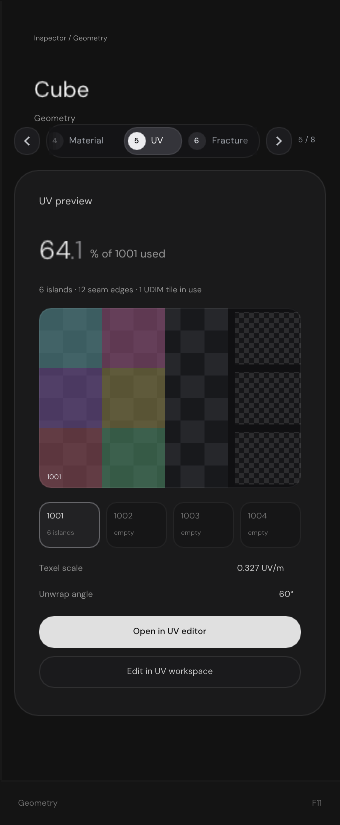 Inspector / Geometry
Cube
Geometry
4 Material 5 UV 6 Fracture 5 / 8
UV preview
64.1 % of 1001 used
6 islands · 12 seam edges · 1 UDIM tile in use
1001
1001 1002 1003 1004
6 islands empty empty empty
Texel scale 0.327 UV/m
Unwrap angle 60°
Open in UV editor
Edit in UV workspace
Geometry F11